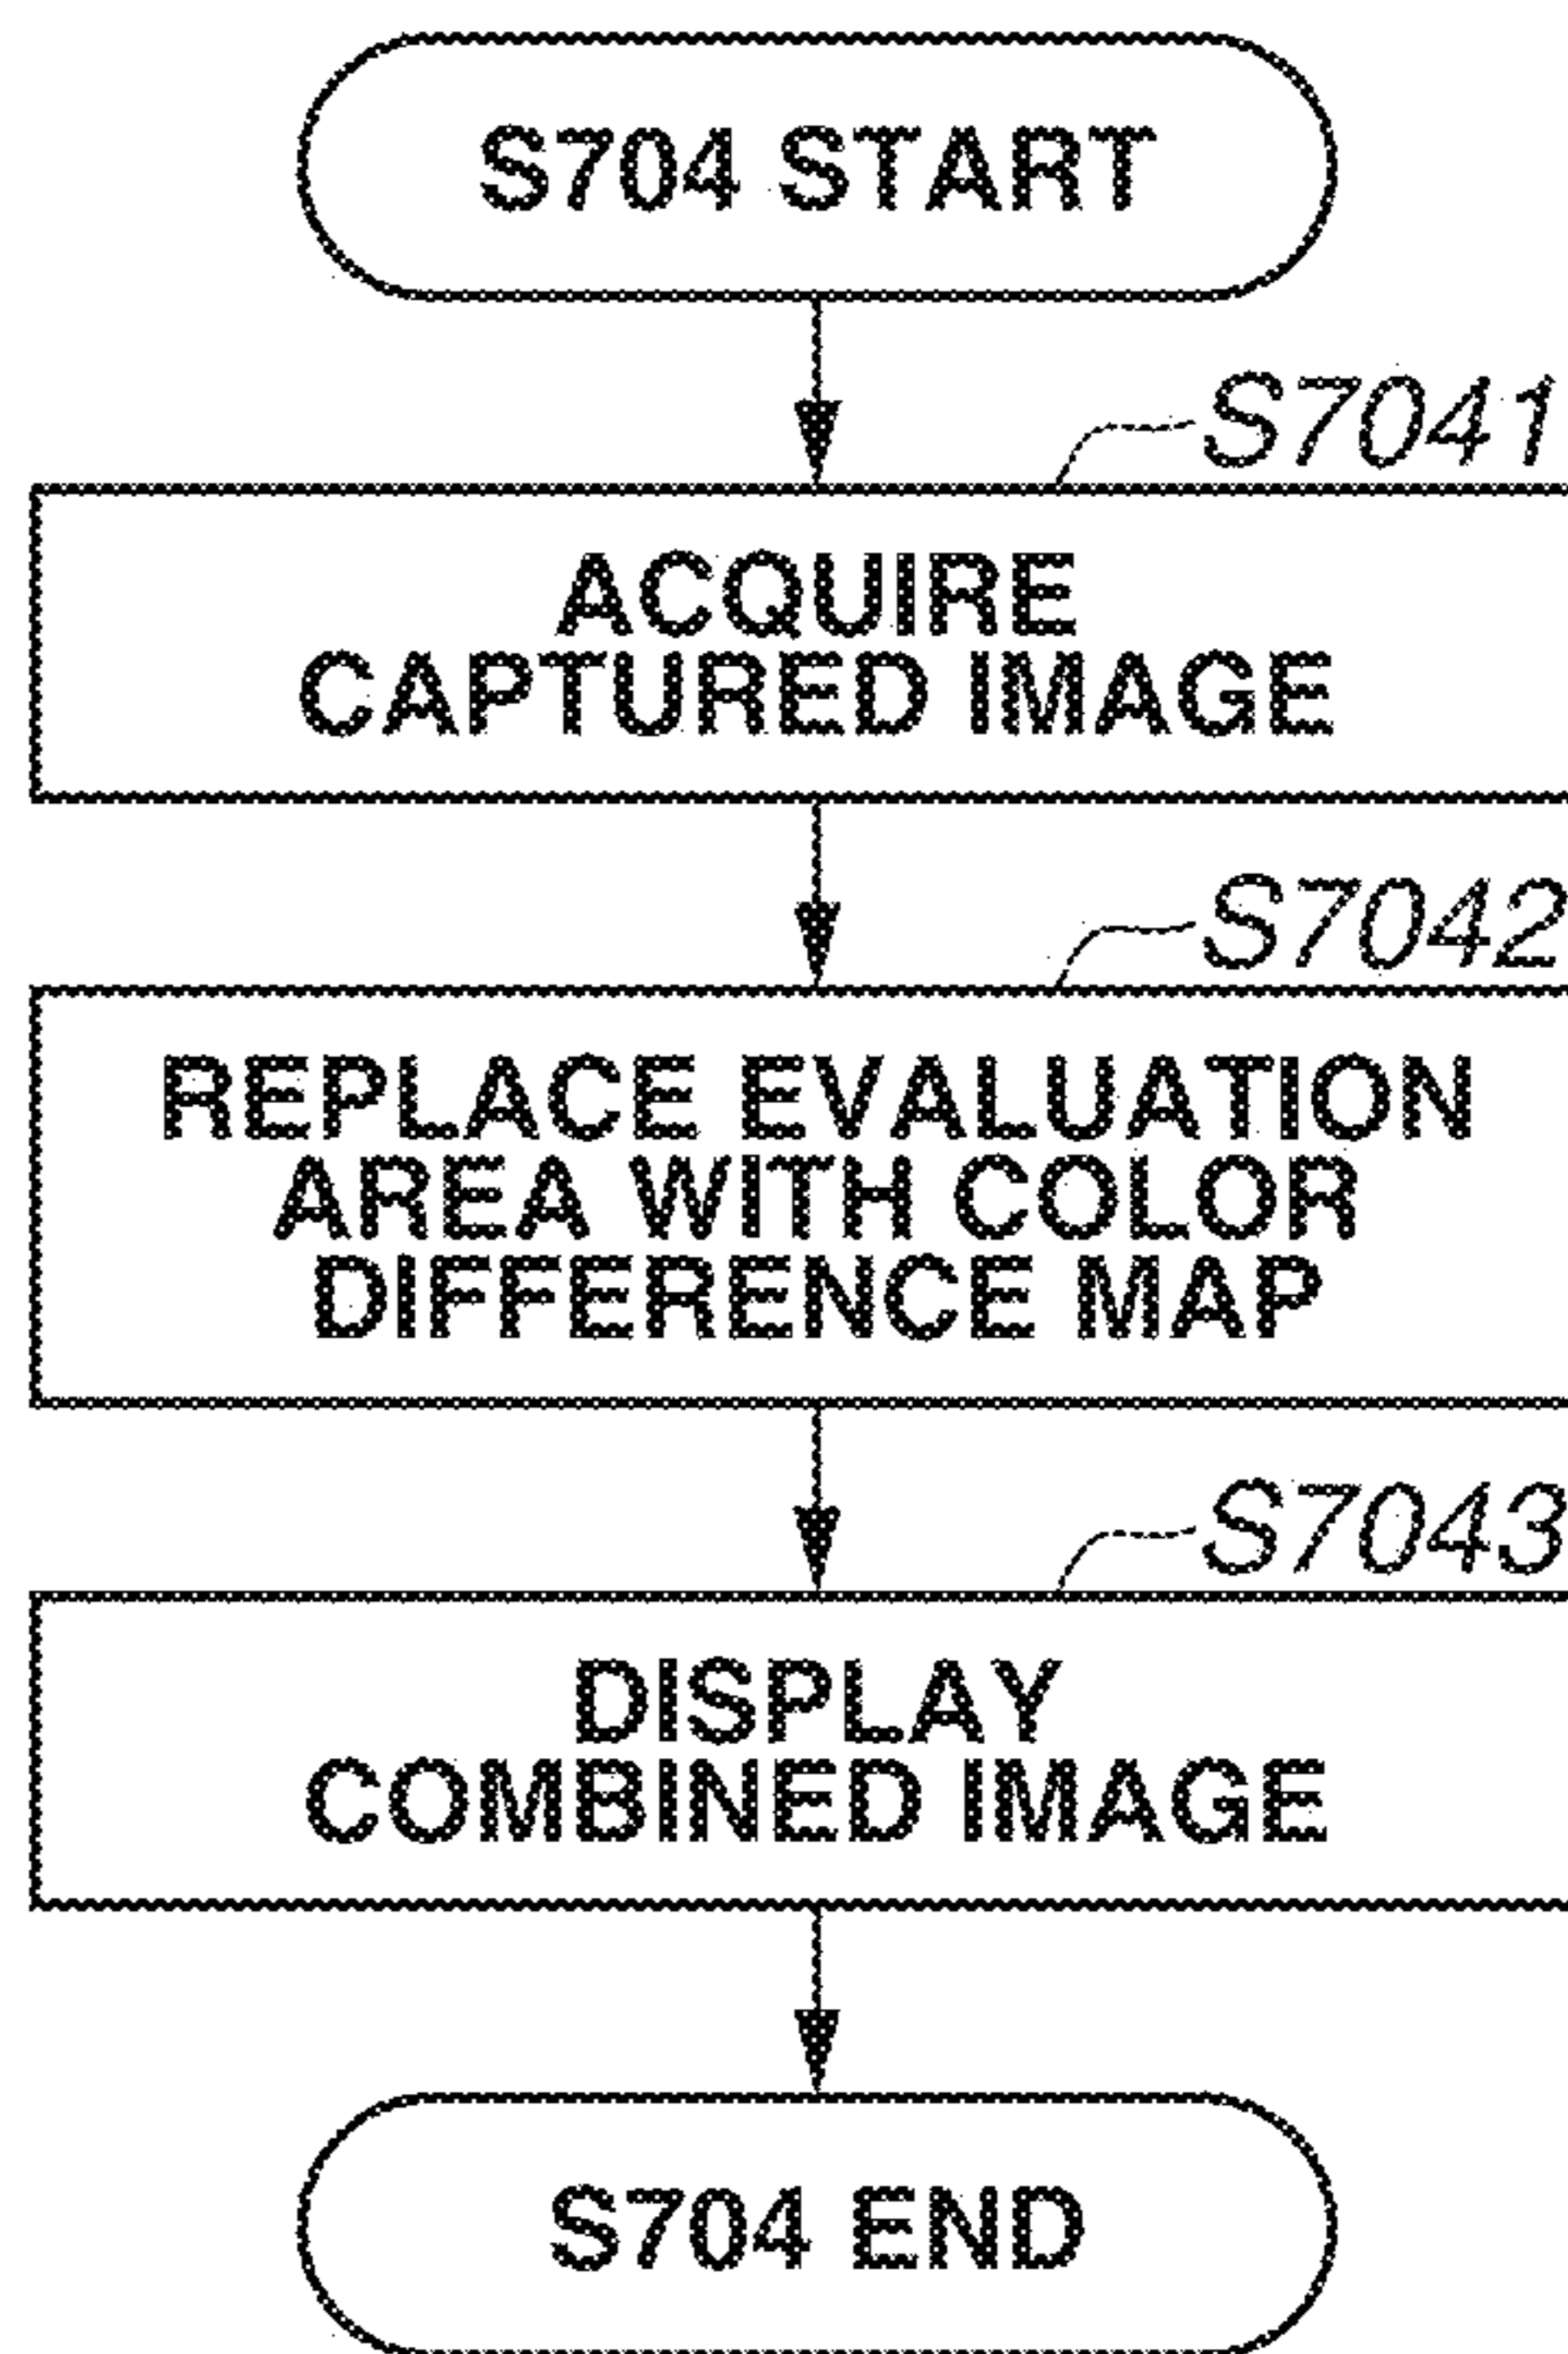 S704 START
S7041
ACQUIRE
CAPTURED IMAGE
S7042
REPLACE EVALUATION
AREA WITH COLOR
DIFFERENCE MAP
S7043
DISPLAY
COMBINED IMAGE
S704 END